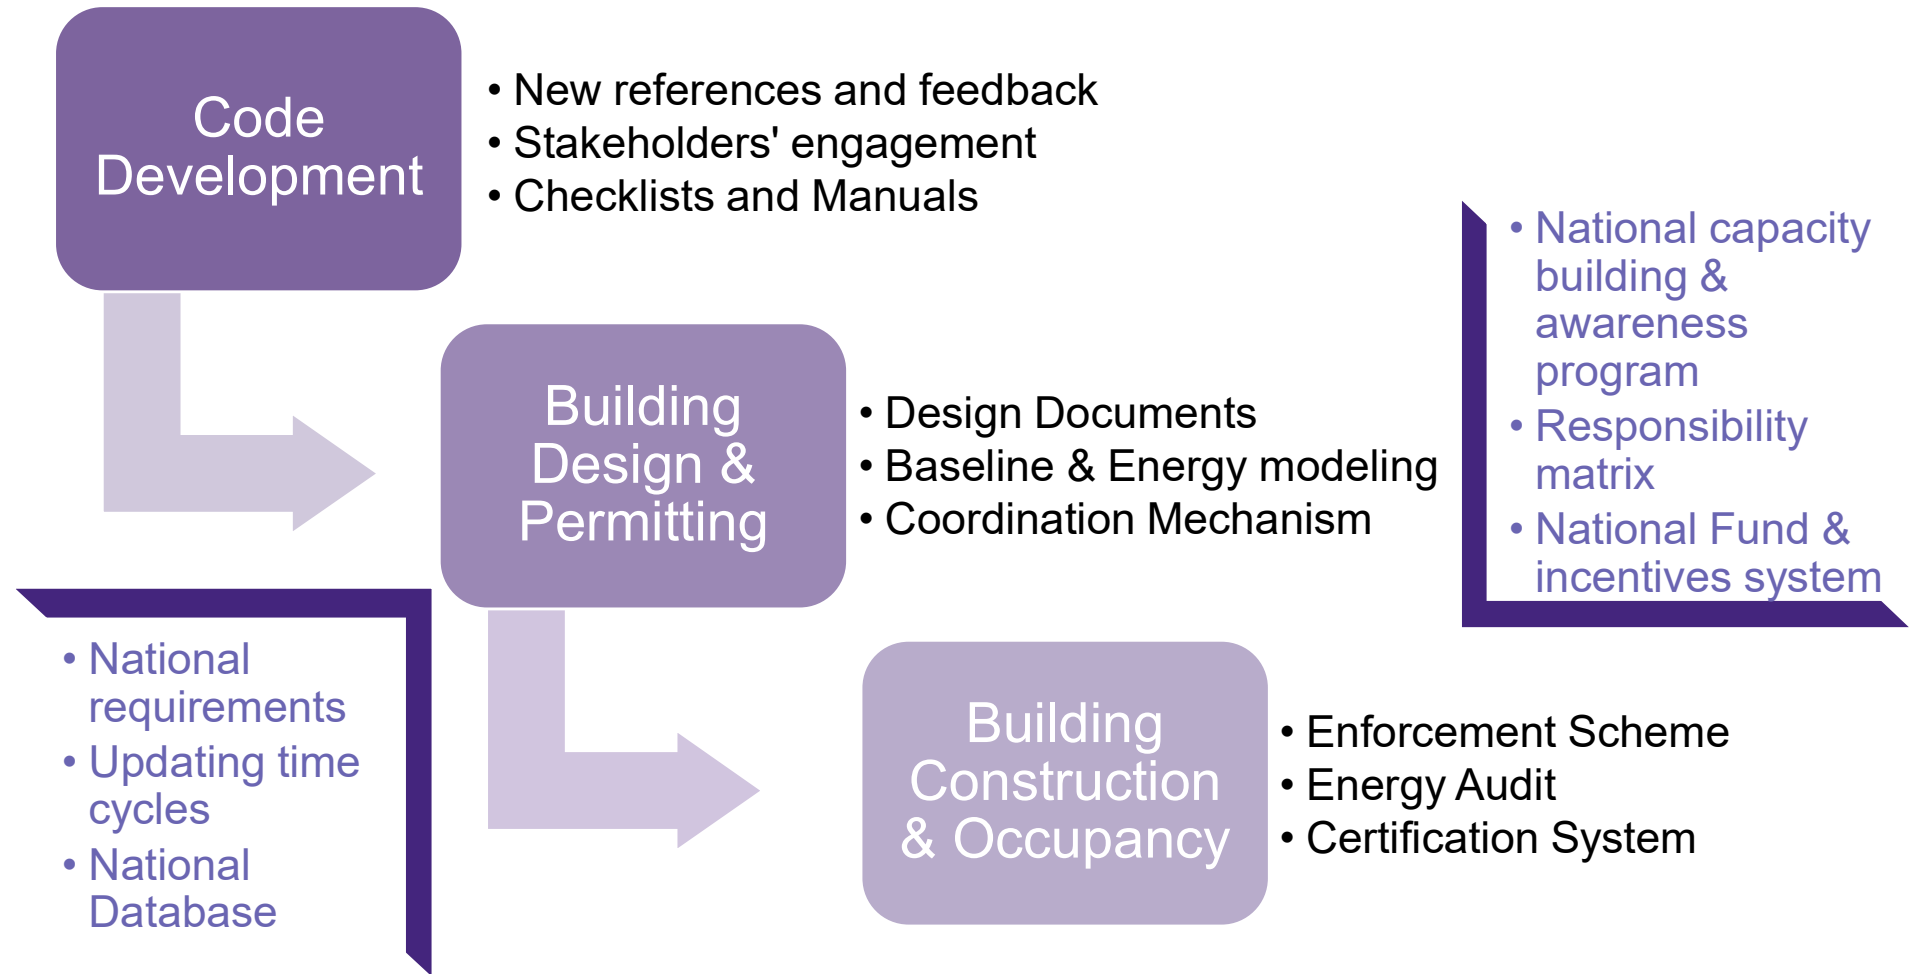 Code
Development
• New references and feedback
• Stakeholders' engagement
• Checklists and Manuals
Building
Design &
Permitting
• Design Documents
• Baseline & Energy modeling
• Coordination Mechanism
• National capacity
building &
awareness
program
• Responsibility
matrix
• National Fund &
incentives system
• National
requirements
• Updating time
cycles
• National
Database
Building
Construction
& Occupancy
• Enforcement Scheme
• Energy Audit
• Certification System